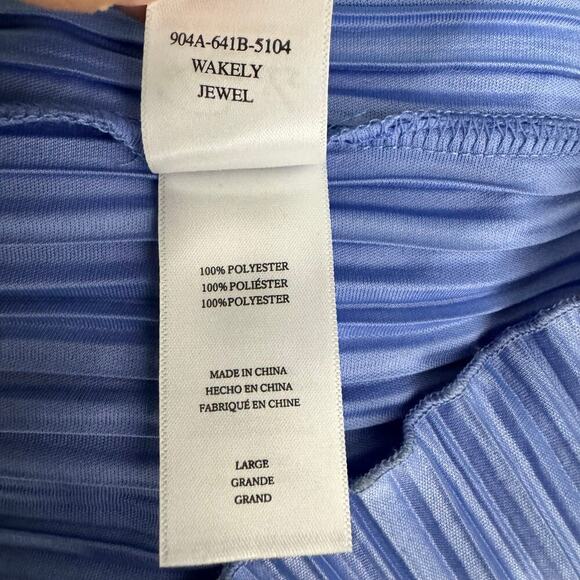 904A-641B-5104
WAKELY
JEWEL
100% POLYESTER
100% POLIÉSTER
100%POLYESTER
MADE IN CHINA
HECHO EN CHINA
FABRIQUÉ EN CHINE
LARGE
GRANDE
GRAND